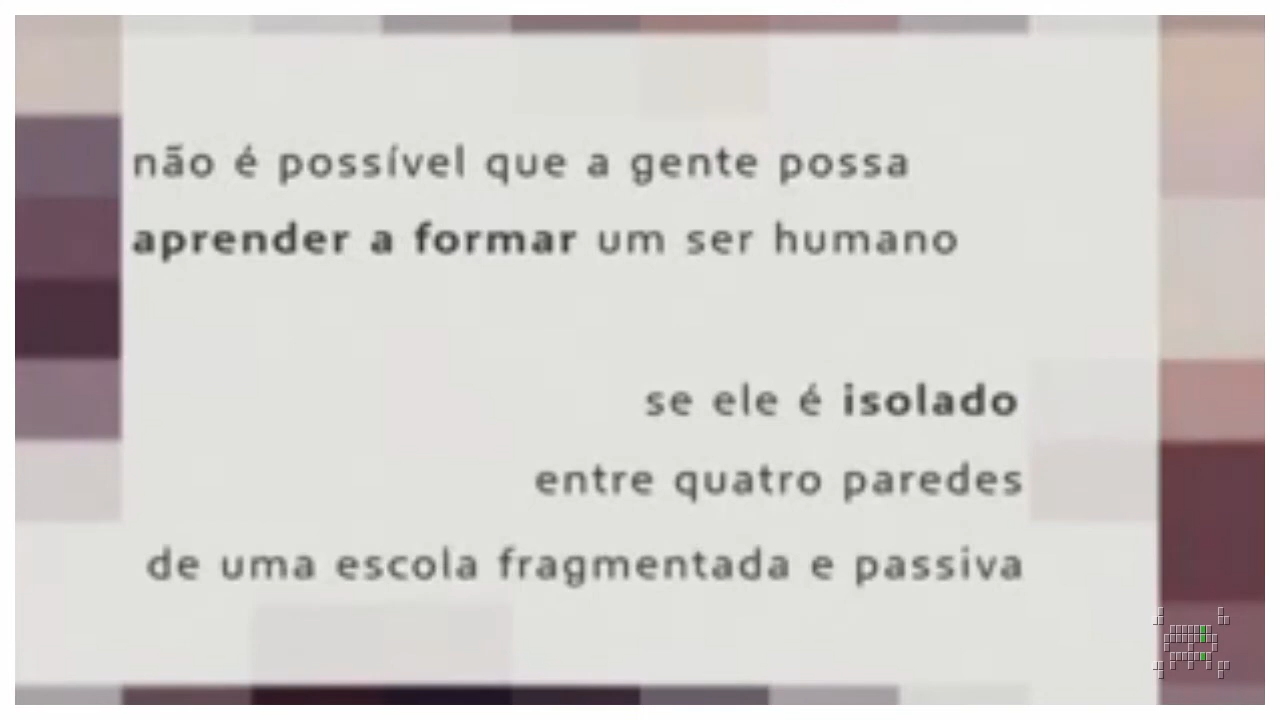 não é possível que a gente possa
aprender a formar um ser humano
se ele é isolado
entre quatro paredes
de uma escola fragmentada e passiva